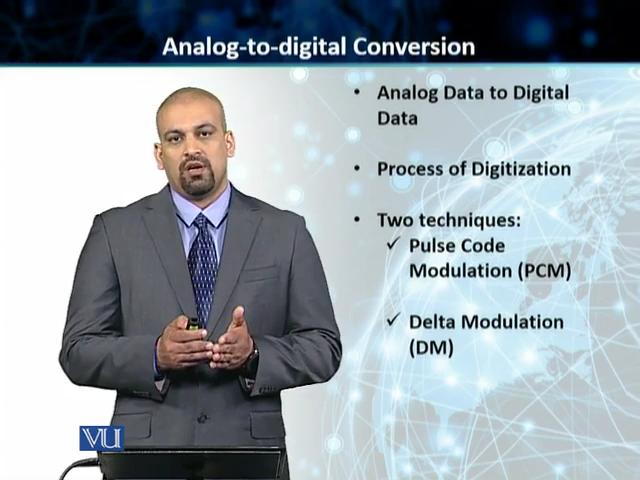 Analog-to-digital Conversion
• Analog Data to Digital
Data
• Process of Digitization
• Two techniques:
✓ Pulse Code
Modulation (PCM)
✓ Delta Modulation
(DM)
VU